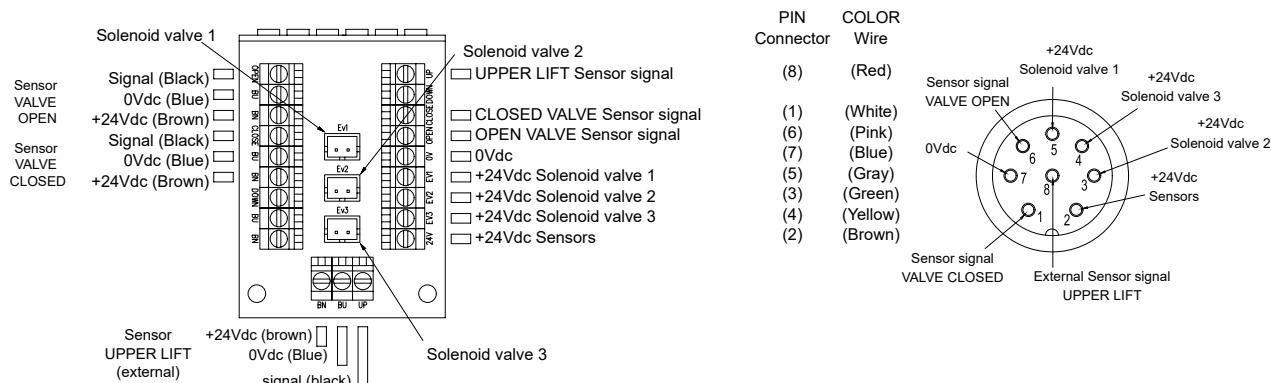 Solenoid valve 1
Solenoid valve 2
Sensor
VALVE
OPEN
Signal (Black)
0Vdc (Blue)
+24Vdc (Brown)
Sensor
VALVE
CLOSED
Signal (Black)
0Vdc (Blue)
+24Vdc (Brown)
OPEN
BU
BN
CLOSE
BU
BN
DOWN
BU
BN
Ev1
Ev2
Ev3
UP
DOWN
CLOSE
OPEN
0V
EV1
EV2
EV3
24V
UPPER LIFT Sensor signal
CLOSED VALVE Sensor signal
OPEN VALVE Sensor signal
0Vdc
+24Vdc Solenoid valve 1
+24Vdc Solenoid valve 2
+24Vdc Solenoid valve 3
+24Vdc Sensors
BN BU UP
Sensor
UPPER LIFT
(external)
+24Vdc (brown)
0Vdc (Blue)
signal (black)
Solenoid valve 3
PIN COLOR
Connector Wire
(8) (Red)
(1) (White)
(6) (Pink)
(7) (Blue)
(5) (Gray)
(3) (Green)
(4) (Yellow)
(2) (Brown)
+24Vdc
Solenoid valve 1
Sensor signal
VALVE OPEN
+24Vdc
Solenoid valve 3
+24Vdc
Solenoid valve 2
0Vdc
+24Vdc
Sensors
6
5
4
7
8
3
1
2
Sensor signal
VALVE CLOSED
External Sensor signal
UPPER LIFT